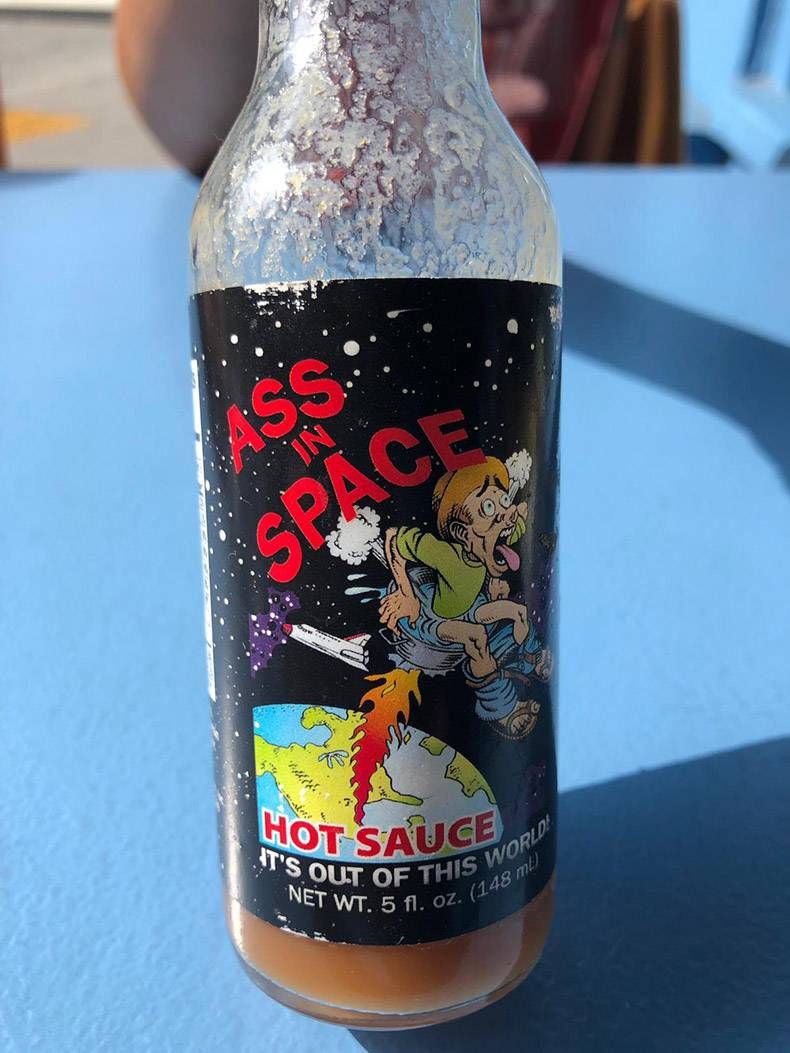 ASS
IN
SPACE
HOT SAUCE
IT'S OUT OF THIS WORLD!
NET WT. 5 fl. oz. (148 mL)